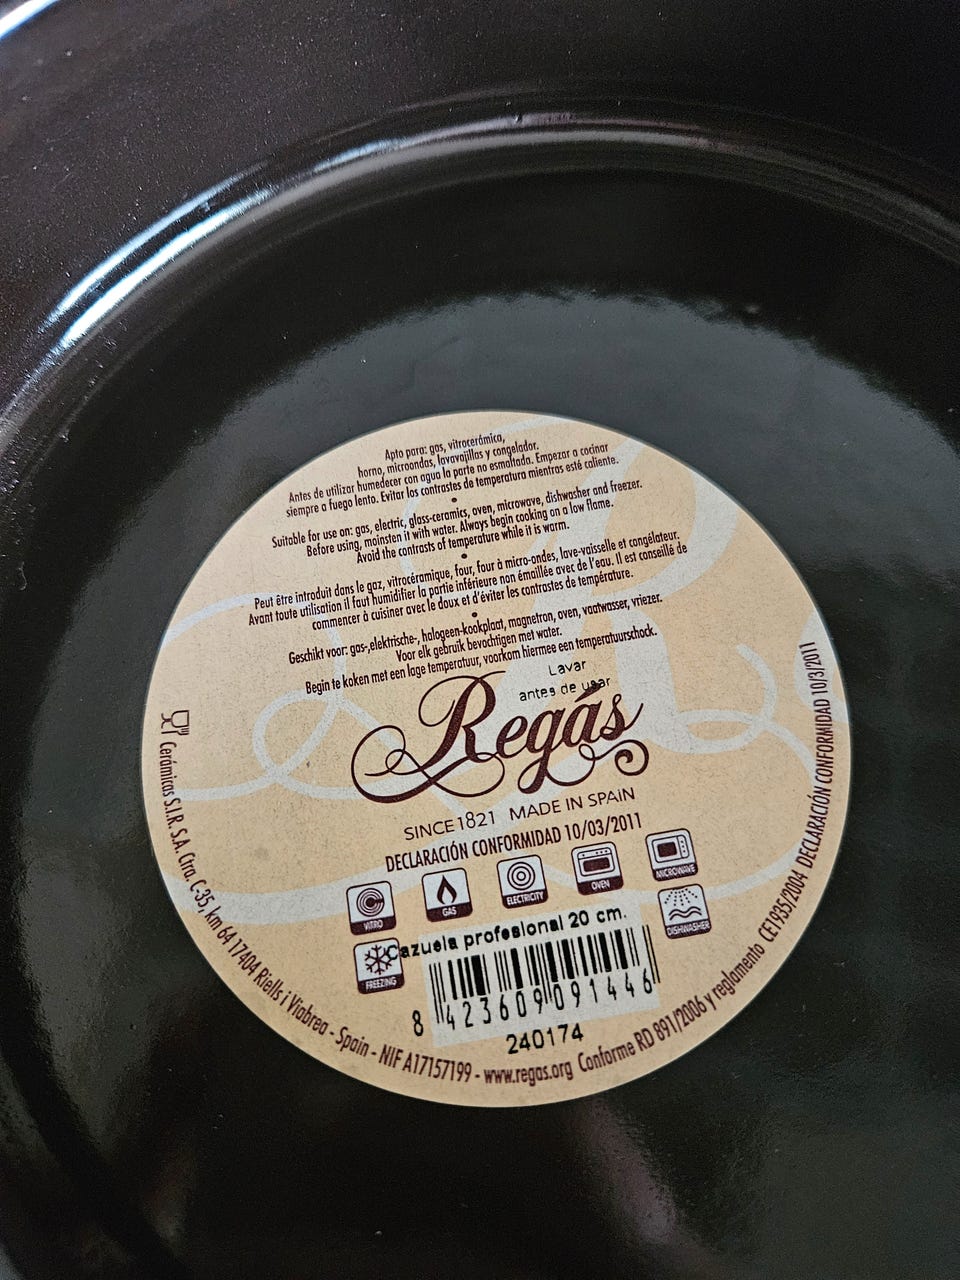 Apto para: gas, vitrocerámica,
horno, microondas, lavavajillas y congelador.
Antes de utilizar humedecer con agua la parte no esmaltada. Empezar a cocinar
siempre a fuego lento. Evitar los contrastes de temperatura mientras esté caliente.
•
Suitable for use on: gas, electric, glass-ceramics, oven, microwave, dishwasher and freezer.
Before using, moinsten it with water. Always begin cooking on a low flame.
Avoid the contrasts of temperature while it is warm.
•
Peut être introduit dans le gaz, vitrocéramique, four, four à micro-ondes, lave-vaisselle et congélateur.
Avant toute utilisation il faut humidifier la partie inférieure non émaillée avec de l'eau. Il est conseillé de
commencer à cuisiner avec le doux et d'éviter les contrastes de température.
•
Geschikt voor: gas-,elektrische-, halogeen-kookplaat, magnetron, oven, vaatwasser, vriezer.
Voor elk gebruik bevochtigen met water.
Begin te koken met een lage temperatuur, voorkom hiermee een temperatuurschock.
Lavar
antes de usar
Regás
SINCE 1821 MADE IN SPAIN
DECLARACIÓN CONFORMIDAD 10/03/2011
VITRO
GAS
ELECTRICITY
OVEN
MICROWAVE
FREEZING
DISHWASHER
Cazuela profesional 20 cm.
8 423609 091446
240174
Cerámicas S.I.R. S.A. Ctra. C-35, km 64 17404 Riells i Viabrea - Spain - NIF A17157199 - www.regas.org Conforme RD 891/2006 y reglamento CE1935/2004 DECLARACIÓN CONFORMIDAD 10/3/2011